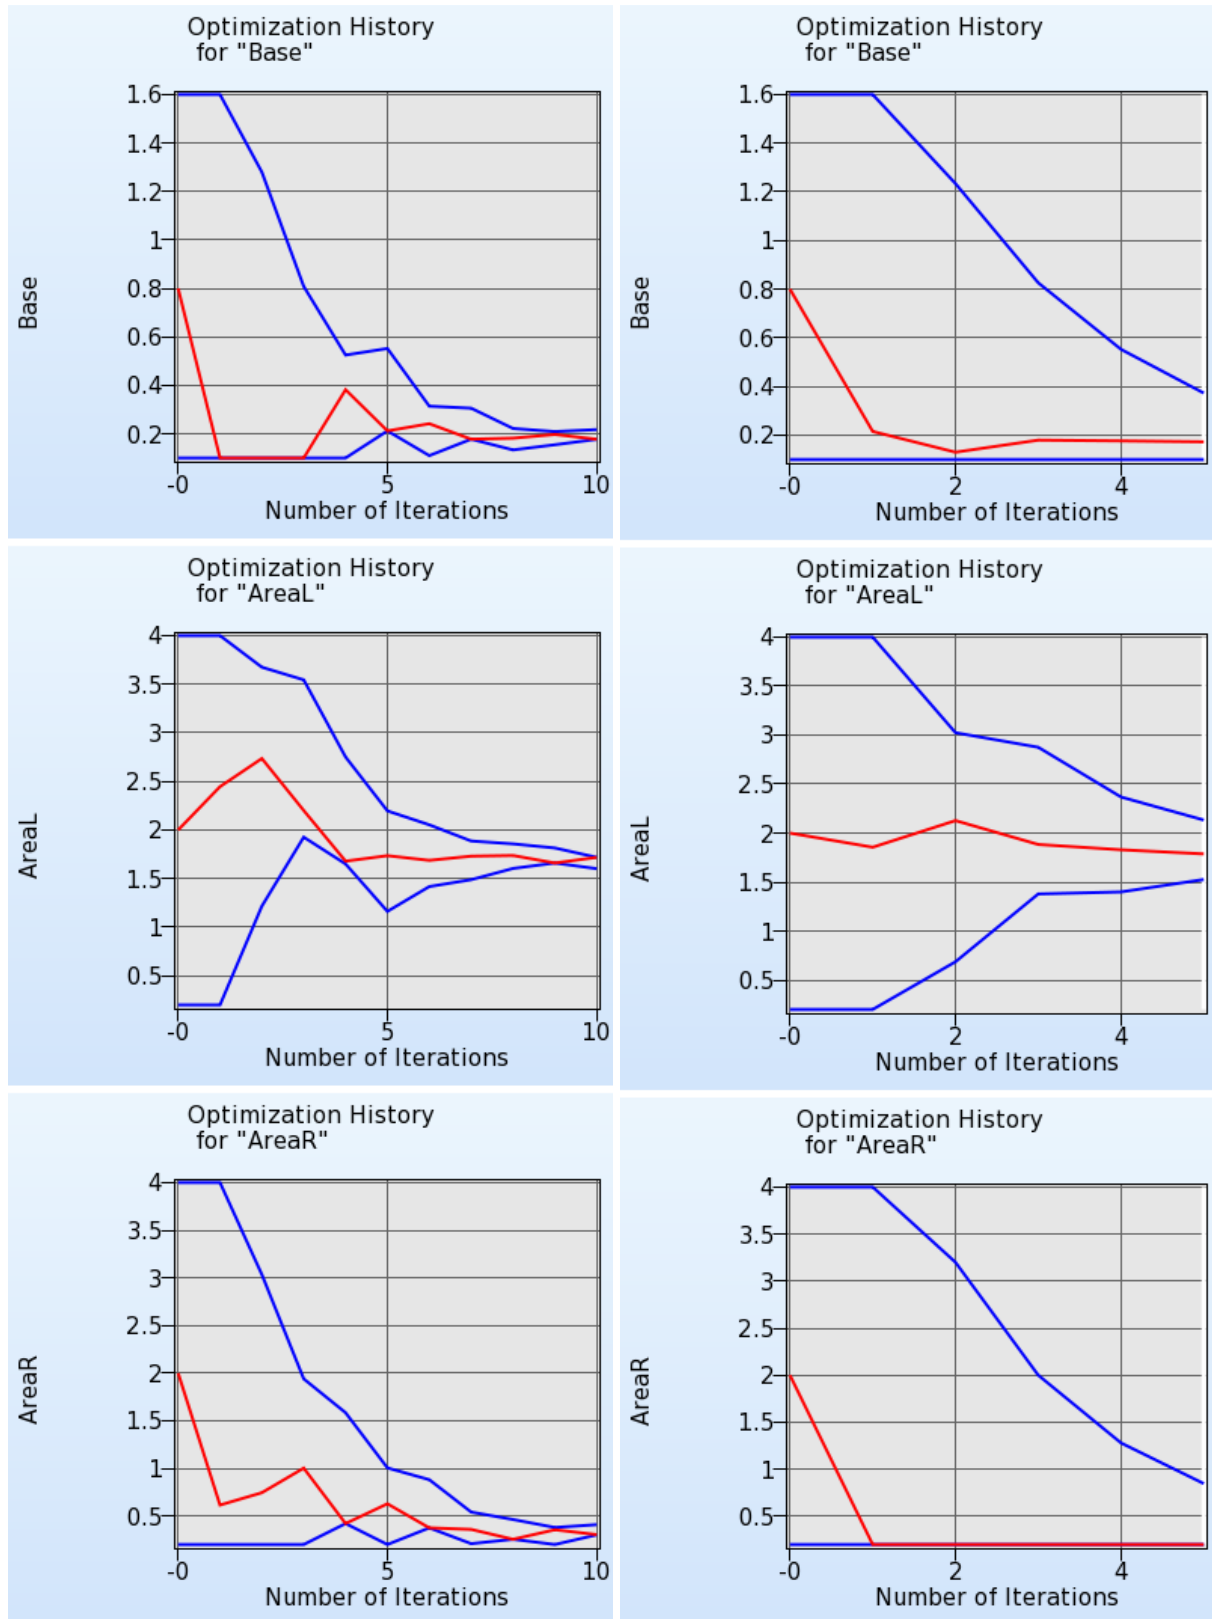 Optimization History
for "Base"
1.6
1.4
1.2
1
0.8
0.6
0.4
0.2
Base
-0 5 10
Number of Iterations
Optimization History
for "Base"
1.6
1.4
1.2
1
0.8
0.6
0.4
0.2
Base
-0 2 4
Number of Iterations
Optimization History
for "AreaL"
4
3.5
3
2.5
2
1.5
1
0.5
AreaL
-0 5 10
Number of Iterations
Optimization History
for "AreaL"
4
3.5
3
2.5
2
1.5
1
0.5
AreaL
-0 2 4
Number of Iterations
Optimization History
for "AreaR"
4
3.5
3
2.5
2
1.5
1
0.5
AreaR
-0 5 10
Number of Iterations
Optimization History
for "AreaR"
4
3.5
3
2.5
2
1.5
1
0.5
AreaR
-0 2 4
Number of Iterations